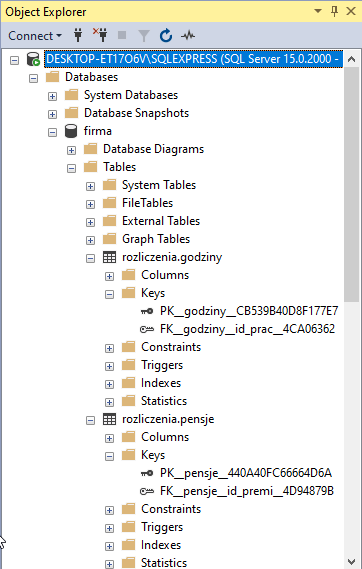 Object Explorer
Connect
DESKTOP-ET17O6V\SQLEXPRESS (SQL Server 15.0.2000 -
Databases
System Databases
Database Snapshots
firma
Database Diagrams
Tables
System Tables
FileTables
External Tables
Graph Tables
rozliczenia.godziny
Columns
Keys
PK__godziny__CB539B40D8F177E7
FK__godziny__id_prac__4CA06362
Constraints
Triggers
Indexes
Statistics
rozliczenia.pensje
Columns
Keys
PK__pensje__440A40FC66664D6A
FK__pensje__id_premi__4D94879B
Constraints
Triggers
Indexes
Statistics